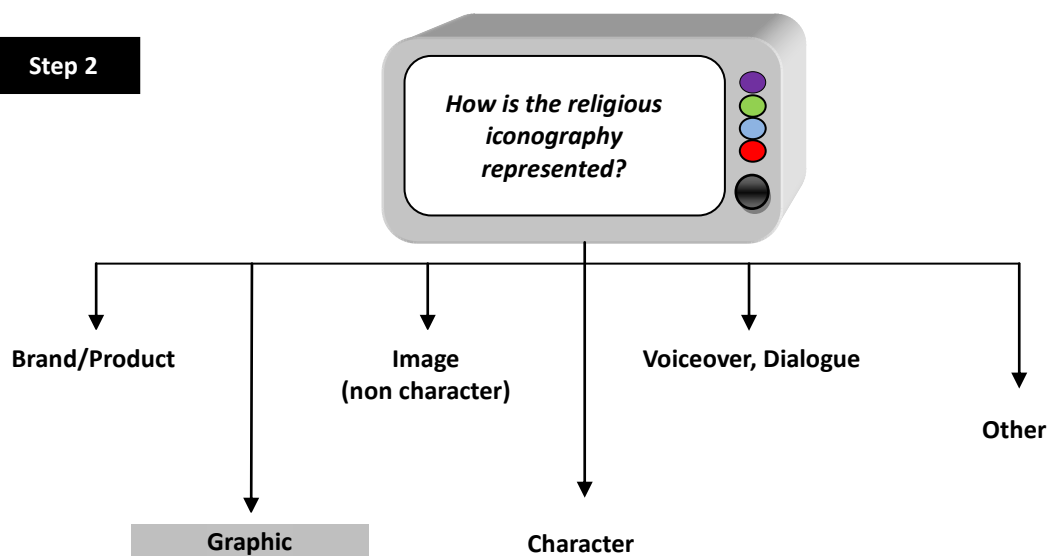 Step 2
How is the religious
iconography
represented?
Brand/Product
Image
(non character)
Voiceover, Dialogue
Other
Graphic
Character